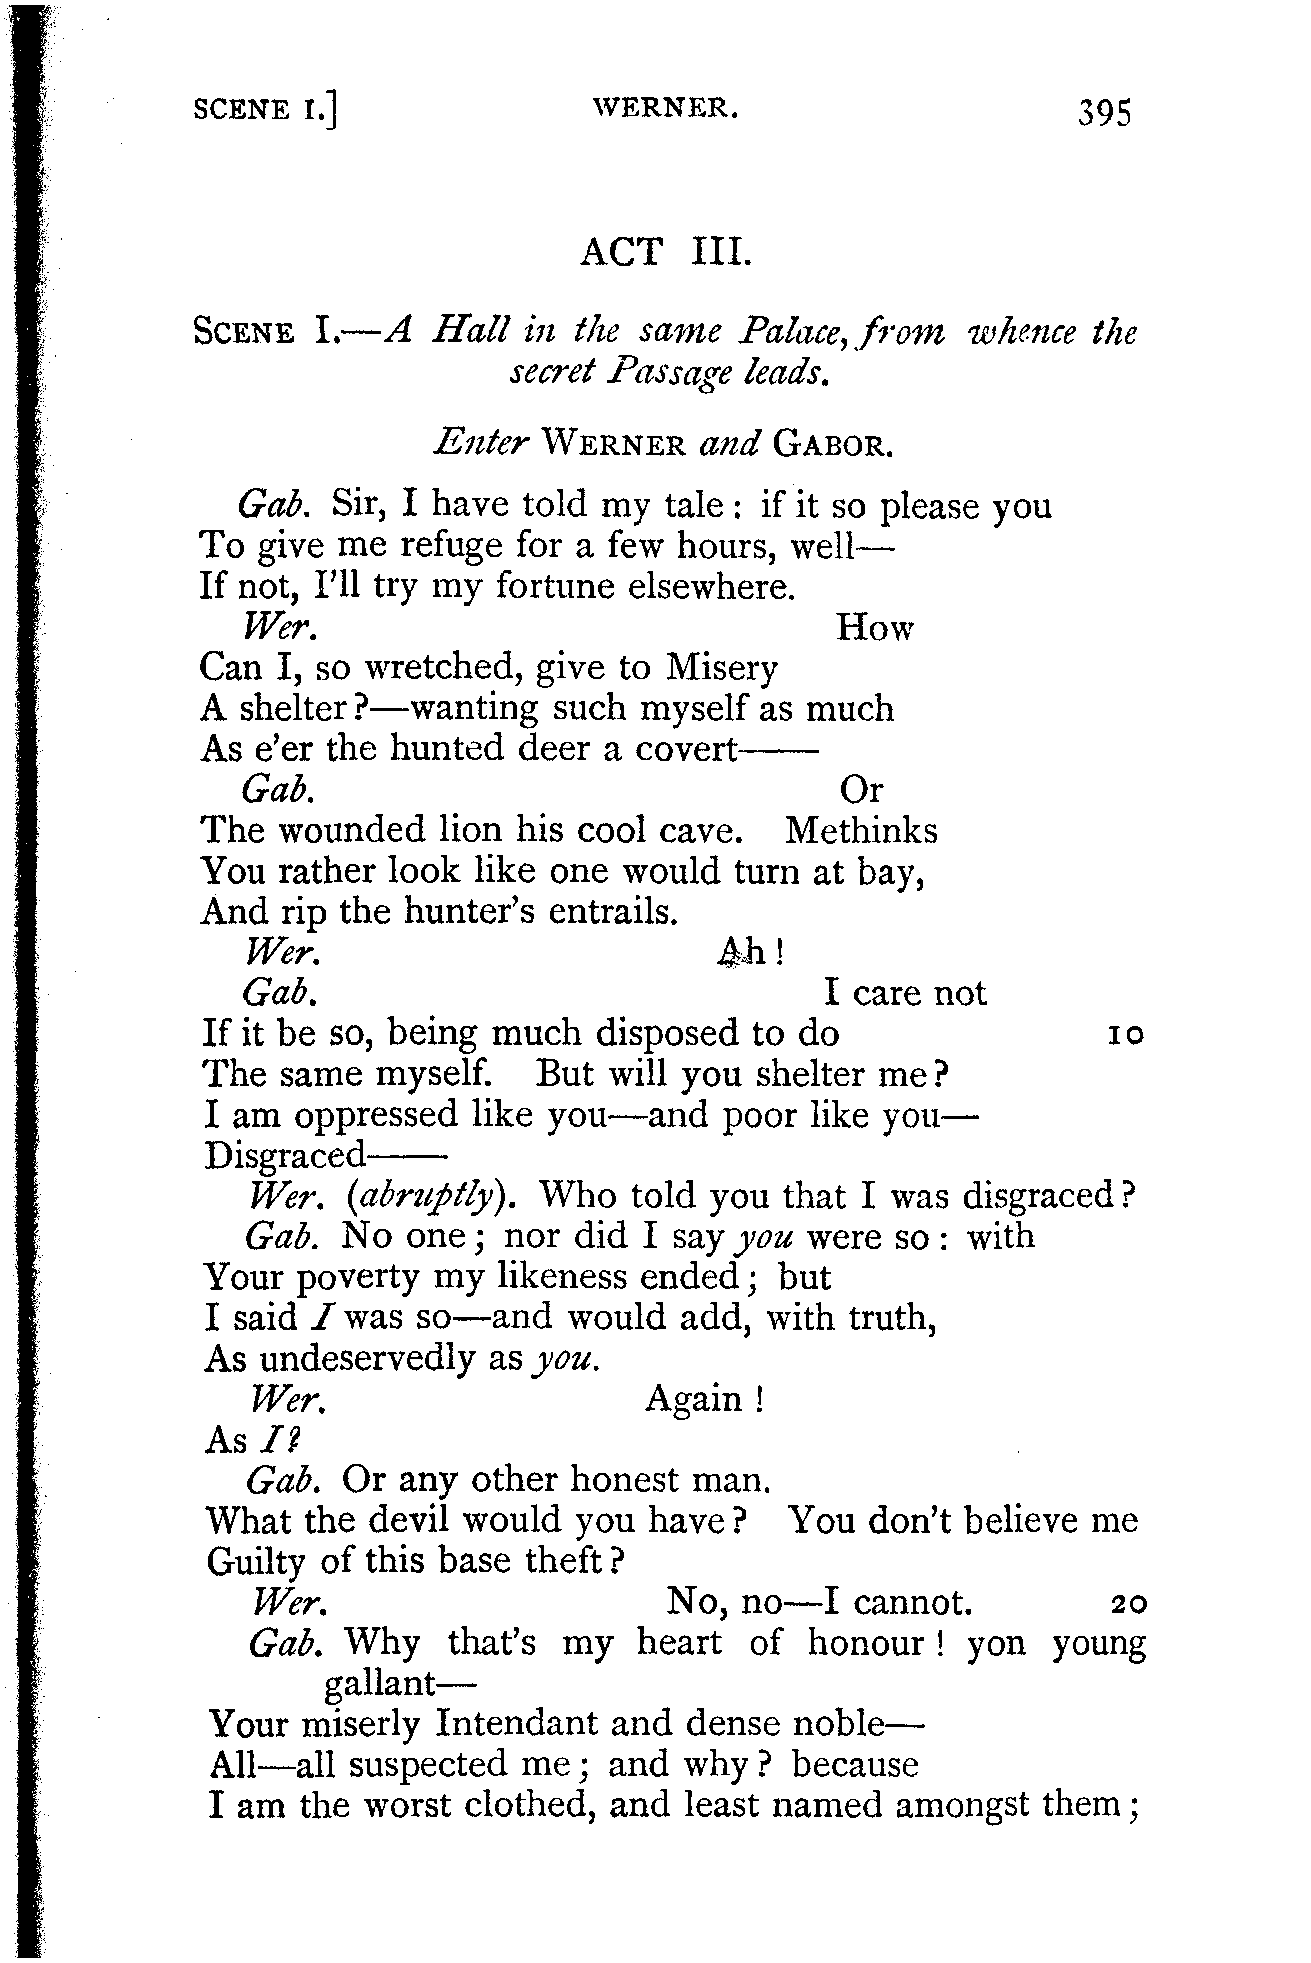 SCENE I.] WERNER. 395
ACT III.
SCENE I.—A Hall in the same Palace, from whence the
secret Passage leads.
Enter WERNER and GABOR.
Gab. Sir, I have told my tale: if it so please you
To give me refuge for a few hours, well—
If not, I'll try my fortune elsewhere.
Wer. How
Can I, so wretched, give to Misery
A shelter?—wanting such myself as much
As e'er the hunted deer a covert——
Gab. Or
The wounded lion his cool cave. Methinks
You rather look like one would turn at bay,
And rip the hunter's entrails.
Wer. Ah!
Gab. I care not
If it be so, being much disposed to do 10
The same myself. But will you shelter me?
I am oppressed like you—and poor like you—
Disgraced——
Wer. (abruptly). Who told you that I was disgraced?
Gab. No one; nor did I say you were so: with
Your poverty my likeness ended; but
I said I was so—and would add, with truth,
As undeservedly as you.
Wer. Again!
As I?
Gab. Or any other honest man.
What the devil would you have? You don't believe me
Guilty of this base theft?
Wer. No, no—I cannot. 20
Gab. Why that's my heart of honour! yon young
gallant—
Your miserly Intendant and dense noble—
All—all suspected me; and why? because
I am the worst clothed, and least named amongst them;